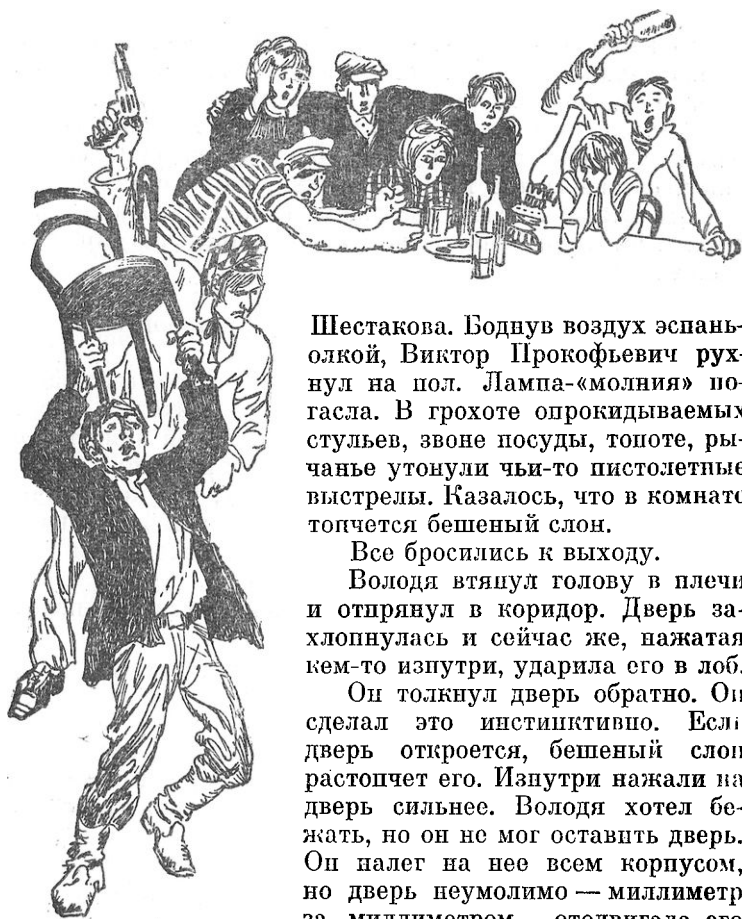 Шестакова. Боднув воздух эспань-
олкой, Виктор Прокофьевич рух-
нул на пол. Лампа-«молния» по-
гасла. В грохоте опрокидываемых
стульев, звоне посуды, топоте, ры-
чанье утонули чьи-то пистолетные
выстрелы. Казалось, что в комнате
топчется бешеный слон.
Все бросились к выходу.
Володя втянул голову в плечи
и отпрянул в коридор. Дверь за-
хлопнулась и сейчас же, нажатая
кем-то изнутри, ударила его в лоб.
Он толкнул дверь обратно. Он
сделал это инстинктивно. Если
дверь откроется, бешеный слон
растопчет его. Изнутри нажали на
дверь сильнее. Володя хотел бе-
жать, но он не мог оставить дверь.
Он налег на нее всем корпусом,
но дверь неумолимо — миллиметр
за миллиметром отодвигала его